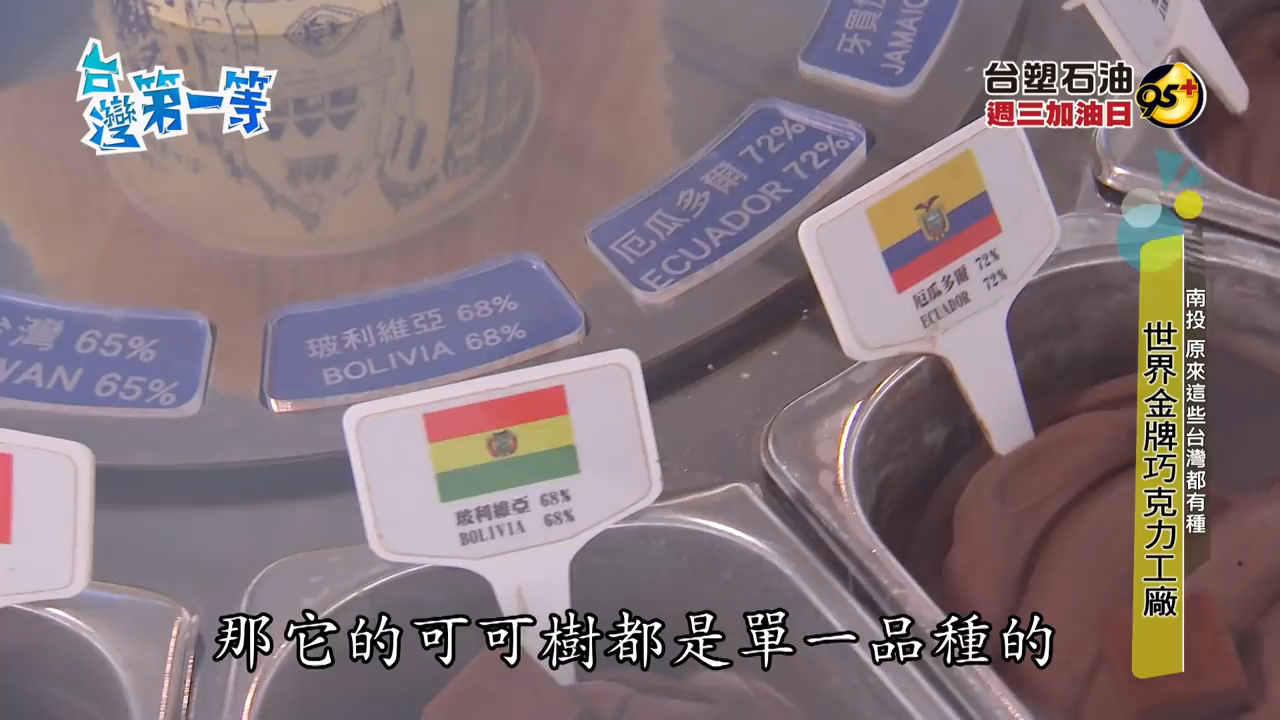 台灣第一等
台塑石油
週三加油日
95+
牙買加
JAMAIC
厄瓜多爾 72%
ECUADOR 72%
厄瓜多爾 72%
ECUADOR 72%
玻利維亞 68%
BOLIVIA 68%
灣 65%
WAN 65%
玻利維亞 68%
BOLIVIA 68%
南投 原來這些台灣都有種
世界金牌巧克力工廠
那它的可可樹都是單一品種的